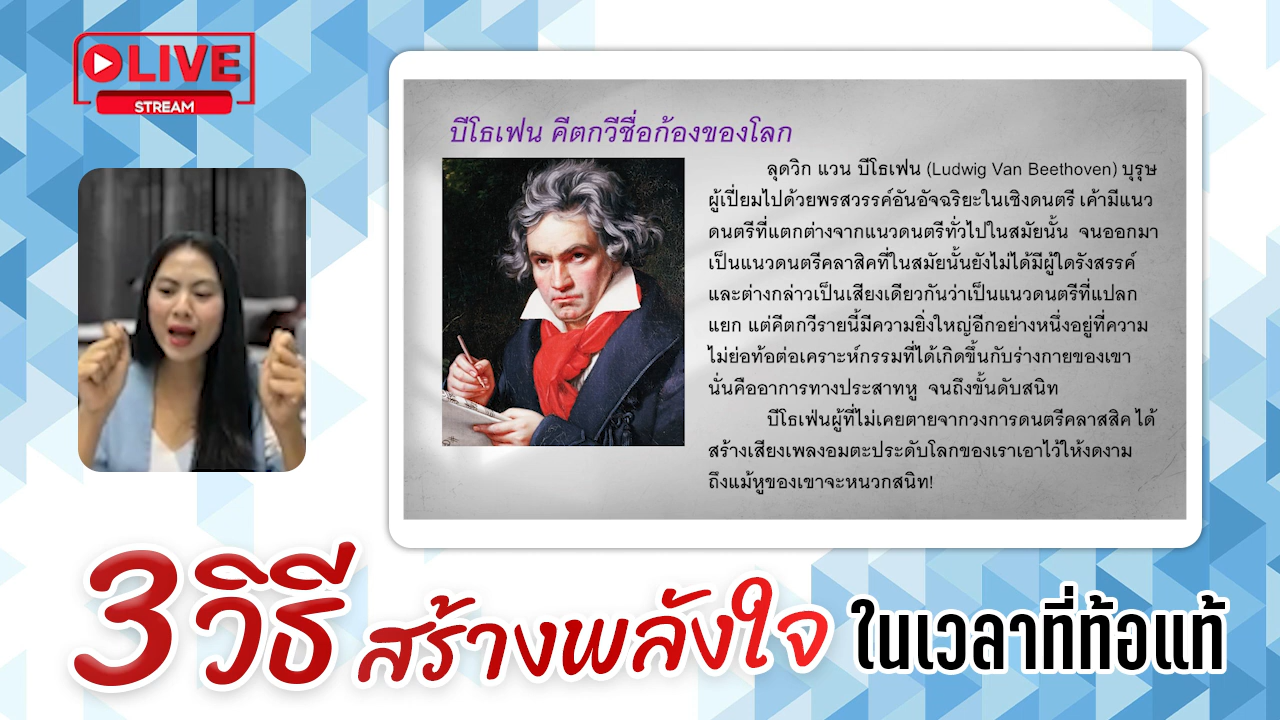 LIVE
STREAM
บีโธเฟน คีตกวีชื่อก้องของโลก
ลุดวิก แวน บีโธเฟน (Ludwig Van Beethoven) บุรุษ
ผู้เปี่ยมไปด้วยพรสวรรค์อันอัจฉริยะในเชิงดนตรี เค้ามีแนว
ดนตรีที่แตกต่างจากแนวดนตรีทั่วไปในสมัยนั้น จนออกมา
เป็นแนวดนตรีคลาสิคที่ในสมัยนั้นยังไม่ได้มีผู้ใดรังสรรค์
และต่างกล่าวเป็นเสียงเดียวกันว่าเป็นแนวดนตรีที่แปลก
แยก แต่คีตกวีรายนี้มีความยิ่งใหญ่อีกอย่างหนึ่งอยู่ที่ความ
ไม่ย่อท้อต่อเคราะห์กรรมที่ได้เกิดขึ้นกับร่างกายของเขา
นั่นคืออาการทางประสาทหู จนถึงขั้นดับสนิท
บีโธเฟ่นผู้ที่ไม่เคยตายจากวงการดนตรีคลาสสิค ได้
สร้างเสียงเพลงอมตะประดับโลกของเราเอาไว้ให้งดงาม
ถึงแม้หูของเขาจะหนวกสนิท!
3 วิธี สร้างพลังใจ ในเวลาที่ท้อแท้